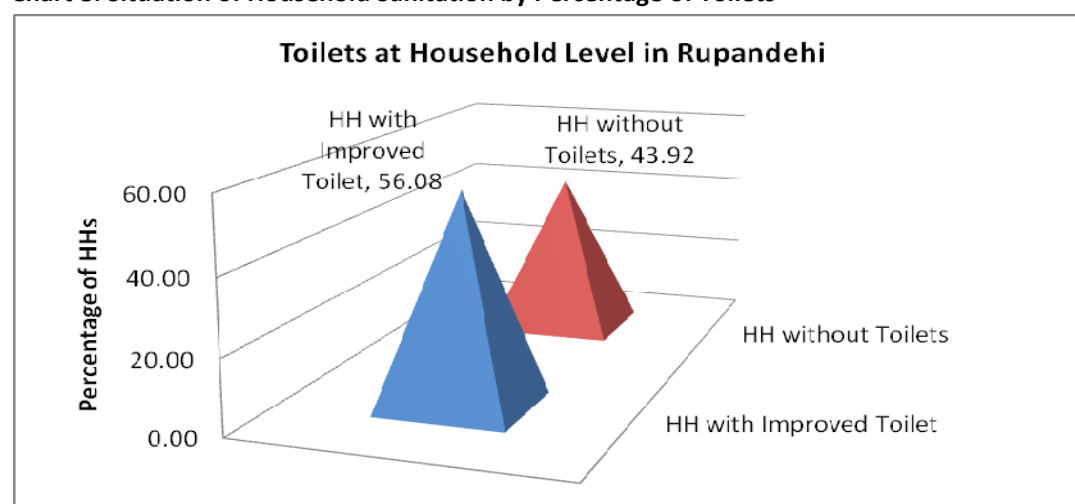 Toilets at Household Level in Rupandehi
HH with
Improved
Toilet, 56.08
HH without
Toilets, 43.92
60.00
40.00
20.00
0.00
Percentage of HHs
HH without Toilets
HH with Improved Toilet